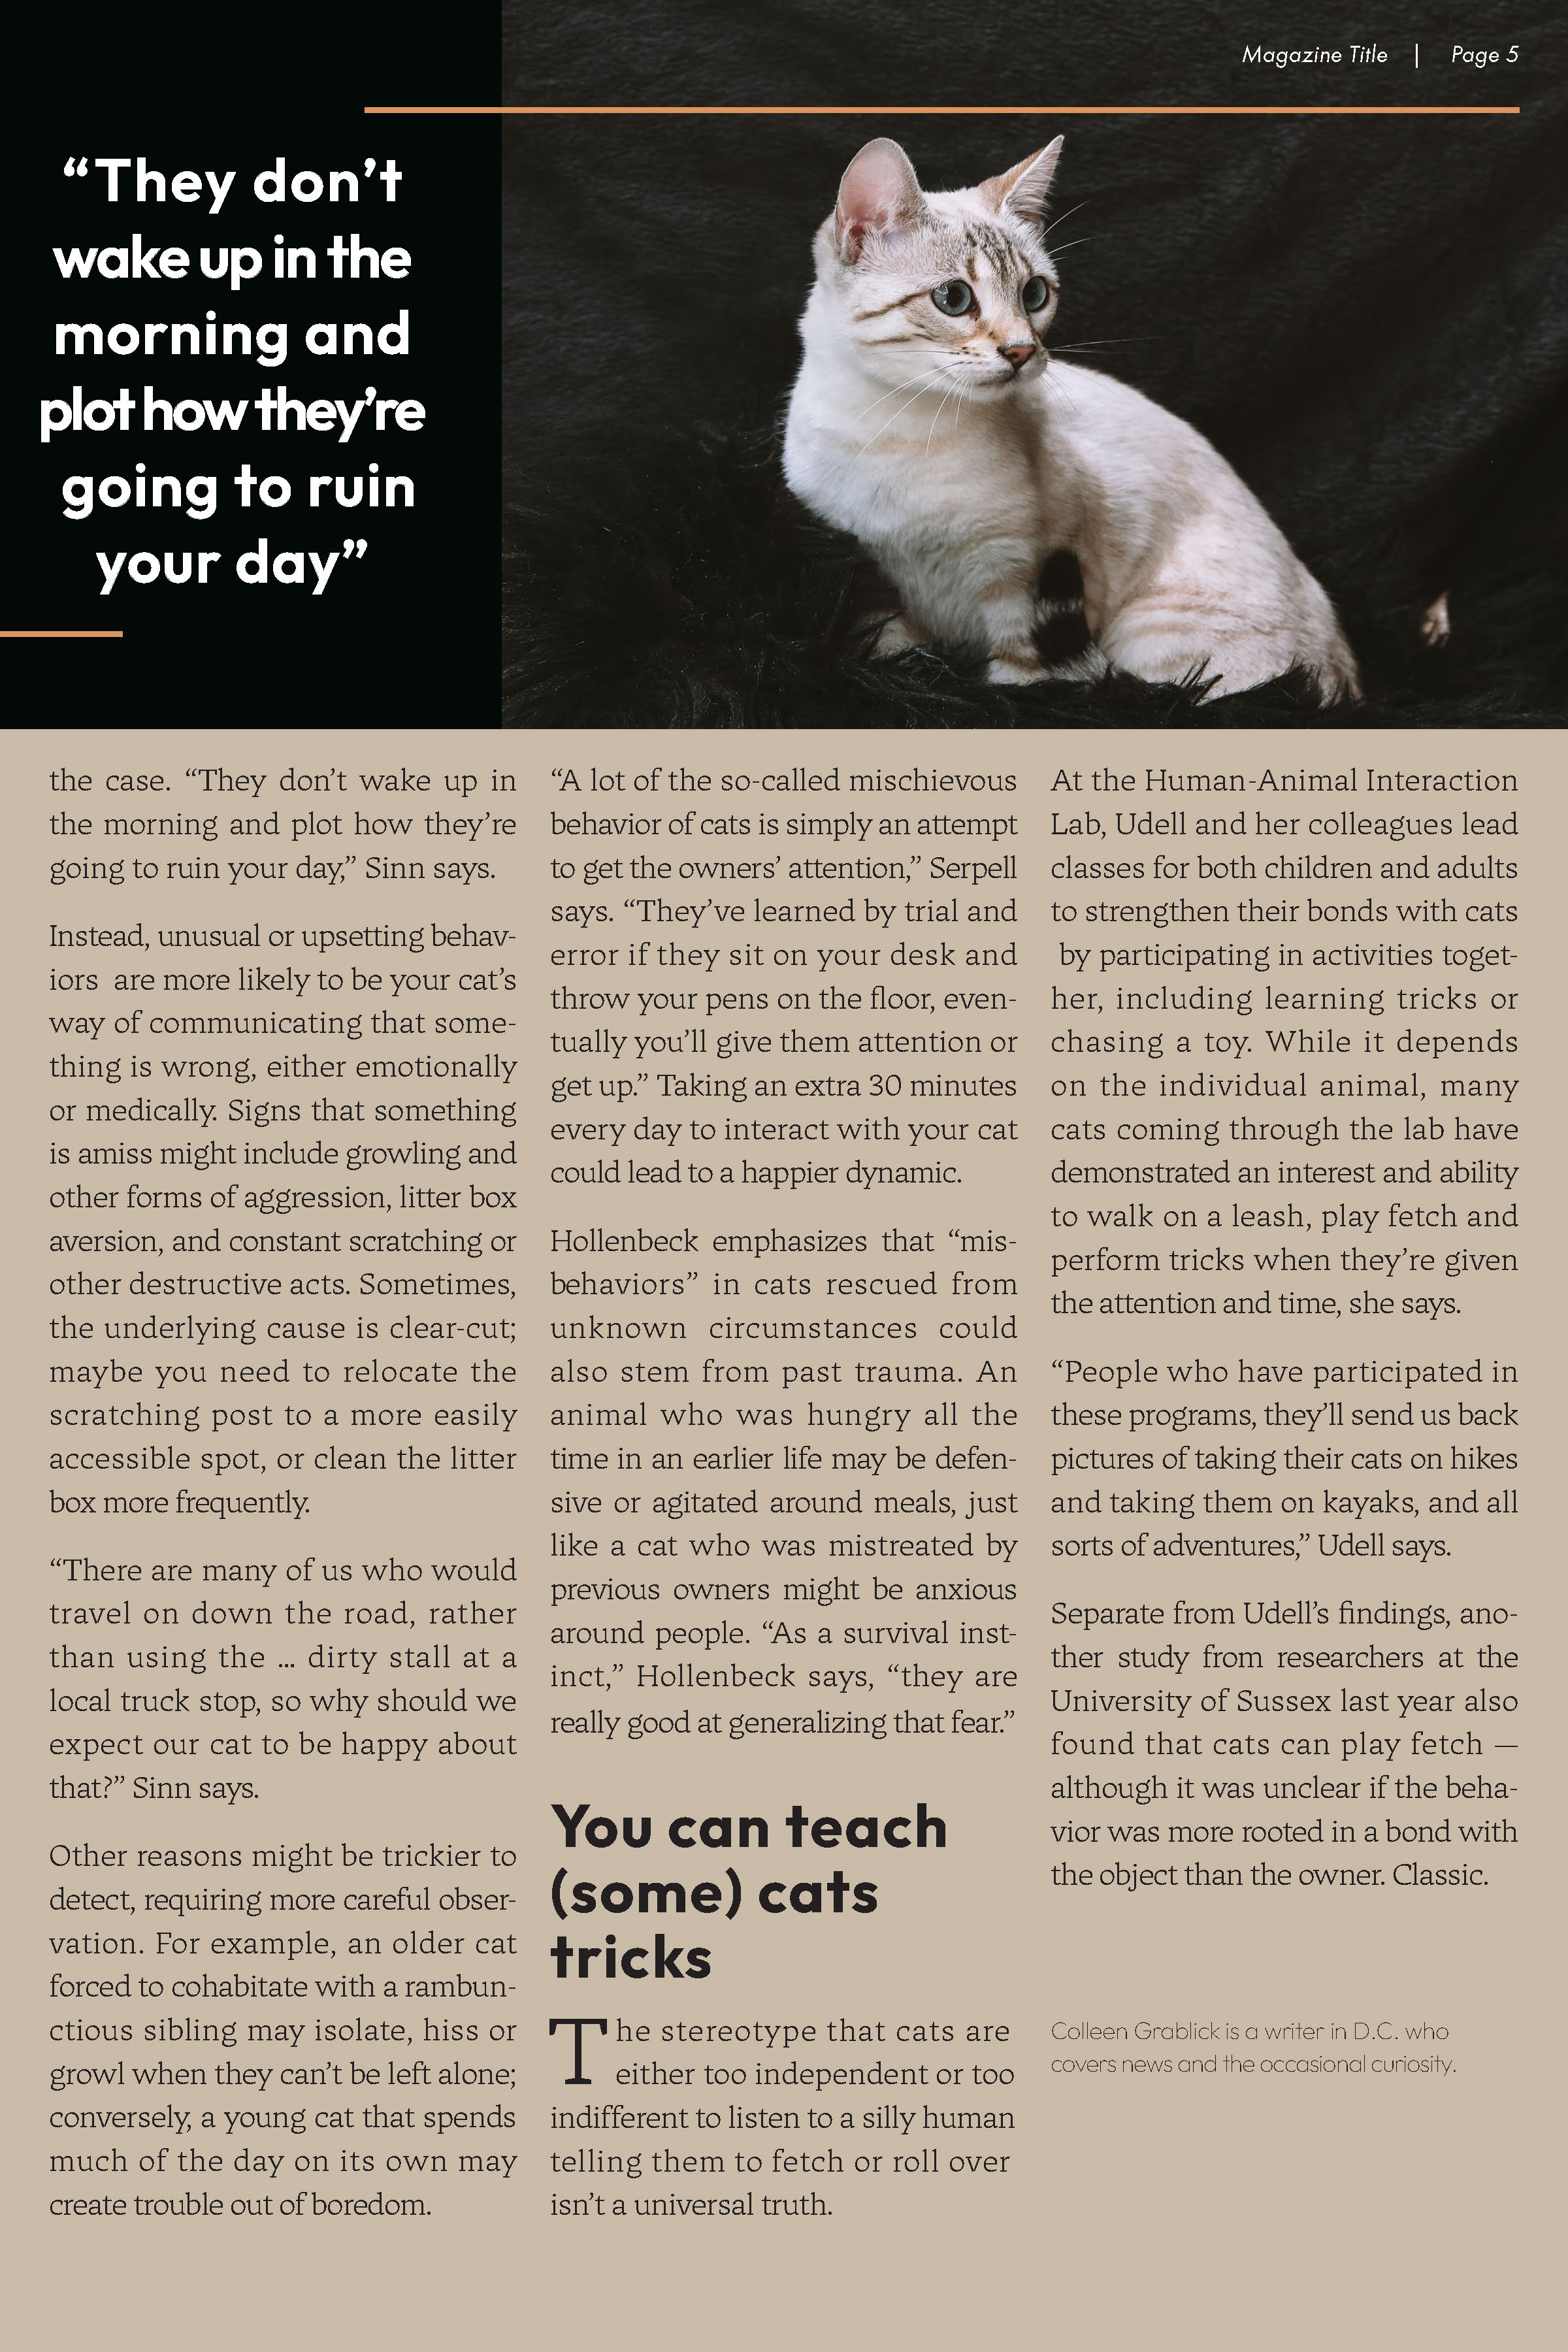 Magazine Title | Page 5
“They don’t
wake up in the
morning and
plot how they’re
going to ruin
your day”
the case. “They don’t wake up in
the morning and plot how they’re
going to ruin your day,” Sinn says.
Instead, unusual or upsetting behav-
iors are more likely to be your cat’s
way of communicating that some-
thing is wrong, either emotionally
or medically. Signs that something
is amiss might include growling and
other forms of aggression, litter box
aversion, and constant scratching or
other destructive acts. Sometimes,
the underlying cause is clear-cut;
maybe you need to relocate the
scratching post to a more easily
accessible spot, or clean the litter
box more frequently.
“There are many of us who would
travel on down the road, rather
than using the … dirty stall at a
local truck stop, so why should we
expect our cat to be happy about
that?” Sinn says.
Other reasons might be trickier to
detect, requiring more careful obser-
vation. For example, an older cat
forced to cohabitate with a rambun-
ctious sibling may isolate, hiss or
growl when they can’t be left alone;
conversely, a young cat that spends
much of the day on its own may
create trouble out of boredom.
“A lot of the so-called mischievous
behavior of cats is simply an attempt
to get the owners’ attention,” Serpell
says. “They’ve learned by trial and
error if they sit on your desk and
throw your pens on the floor, even-
tually you’ll give them attention or
get up.” Taking an extra 30 minutes
every day to interact with your cat
could lead to a happier dynamic.
Hollenbeck emphasizes that “mis-
behaviors” in cats rescued from
unknown circumstances could
also stem from past trauma. An
animal who was hungry all the
time in an earlier life may be defen-
sive or agitated around meals, just
like a cat who was mistreated by
previous owners might be anxious
around people. “As a survival inst-
inct,” Hollenbeck says, “they are
really good at generalizing that fear.”
You can teach
(some) cats
tricks
The stereotype that cats are
either too independent or too
indifferent to listen to a silly human
telling them to fetch or roll over
isn’t a universal truth.
At the Human-Animal Interaction
Lab, Udell and her colleagues lead
classes for both children and adults
to strengthen their bonds with cats
by participating in activities toget-
her, including learning tricks or
chasing a toy. While it depends
on the individual animal, many
cats coming through the lab have
demonstrated an interest and ability
to walk on a leash, play fetch and
perform tricks when they’re given
the attention and time, she says.
“People who have participated in
these programs, they’ll send us back
pictures of taking their cats on hikes
and taking them on kayaks, and all
sorts of adventures,” Udell says.
Separate from Udell’s findings, ano-
ther study from researchers at the
University of Sussex last year also
found that cats can play fetch —
although it was unclear if the beha-
vior was more rooted in a bond with
the object than the owner. Classic.
Colleen Grablick is a writer in D.C. who
covers news and the occasional curiosity.